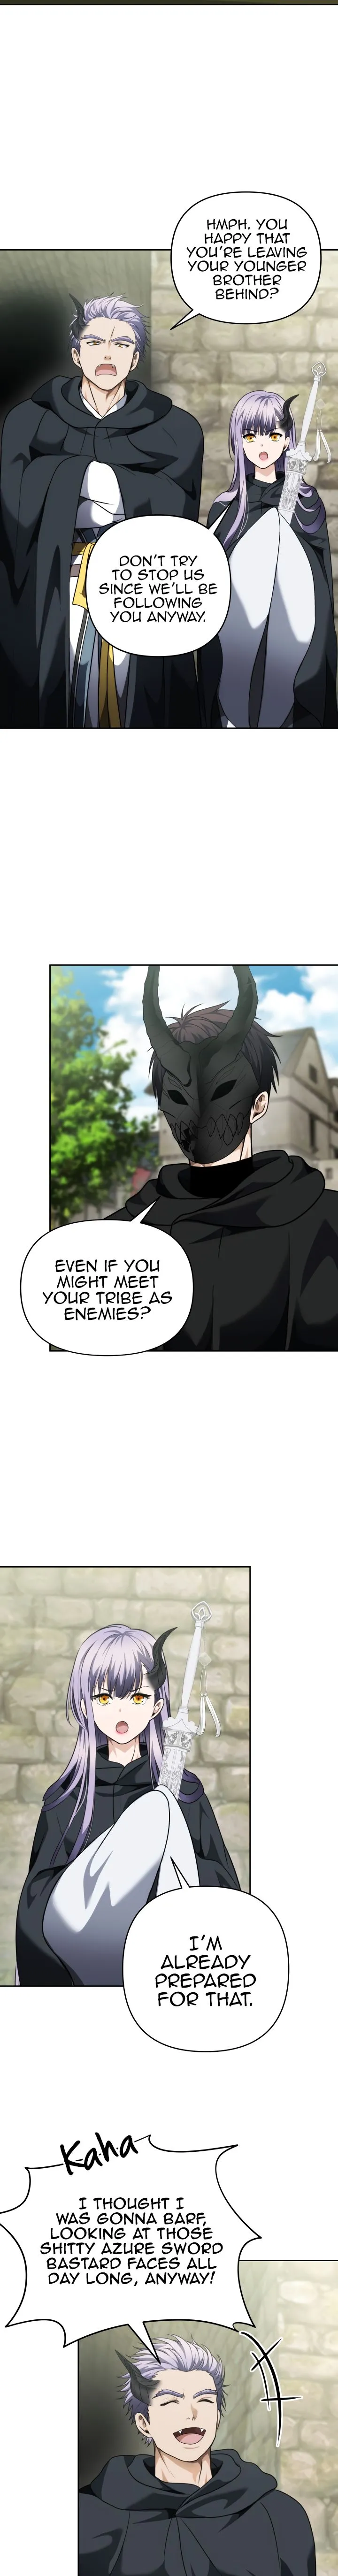 HMPH. YOU
HAPPY THAT
YOU'RE LEAVING
YOUR YOUNGER
BROTHER
BEHIND?
DON'T TRY
TO STOP US
SINCE WE'LL BE
FOLLOWING
YOU ANYWAY.
EVEN IF YOU
MIGHT MEET
YOUR TRIBE AS
ENEMIES?
I'M
ALREADY
PREPARED
FOR THAT.
Kaha
I THOUGHT I
WAS GONNA BARF,
LOOKING AT THOSE
SHITTY AZURE SWORD
BASTARD FACES ALL
DAY LONG, ANYWAY!